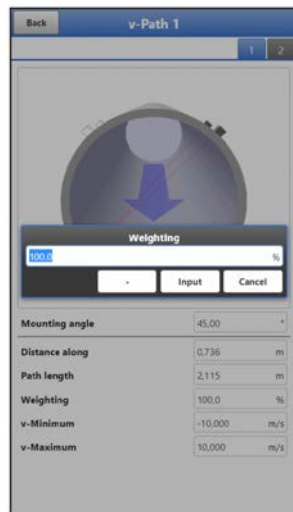 Back v-Path 1
1 2
Weighting
100.0 %
- Input Cancel
Mounting angle 45,00 °
Distance along 0,736 m
Path length 2,115 m
Weighting 100,0 %
v-Minimum -10,000 m/s
v-Maximum 10,000 m/s